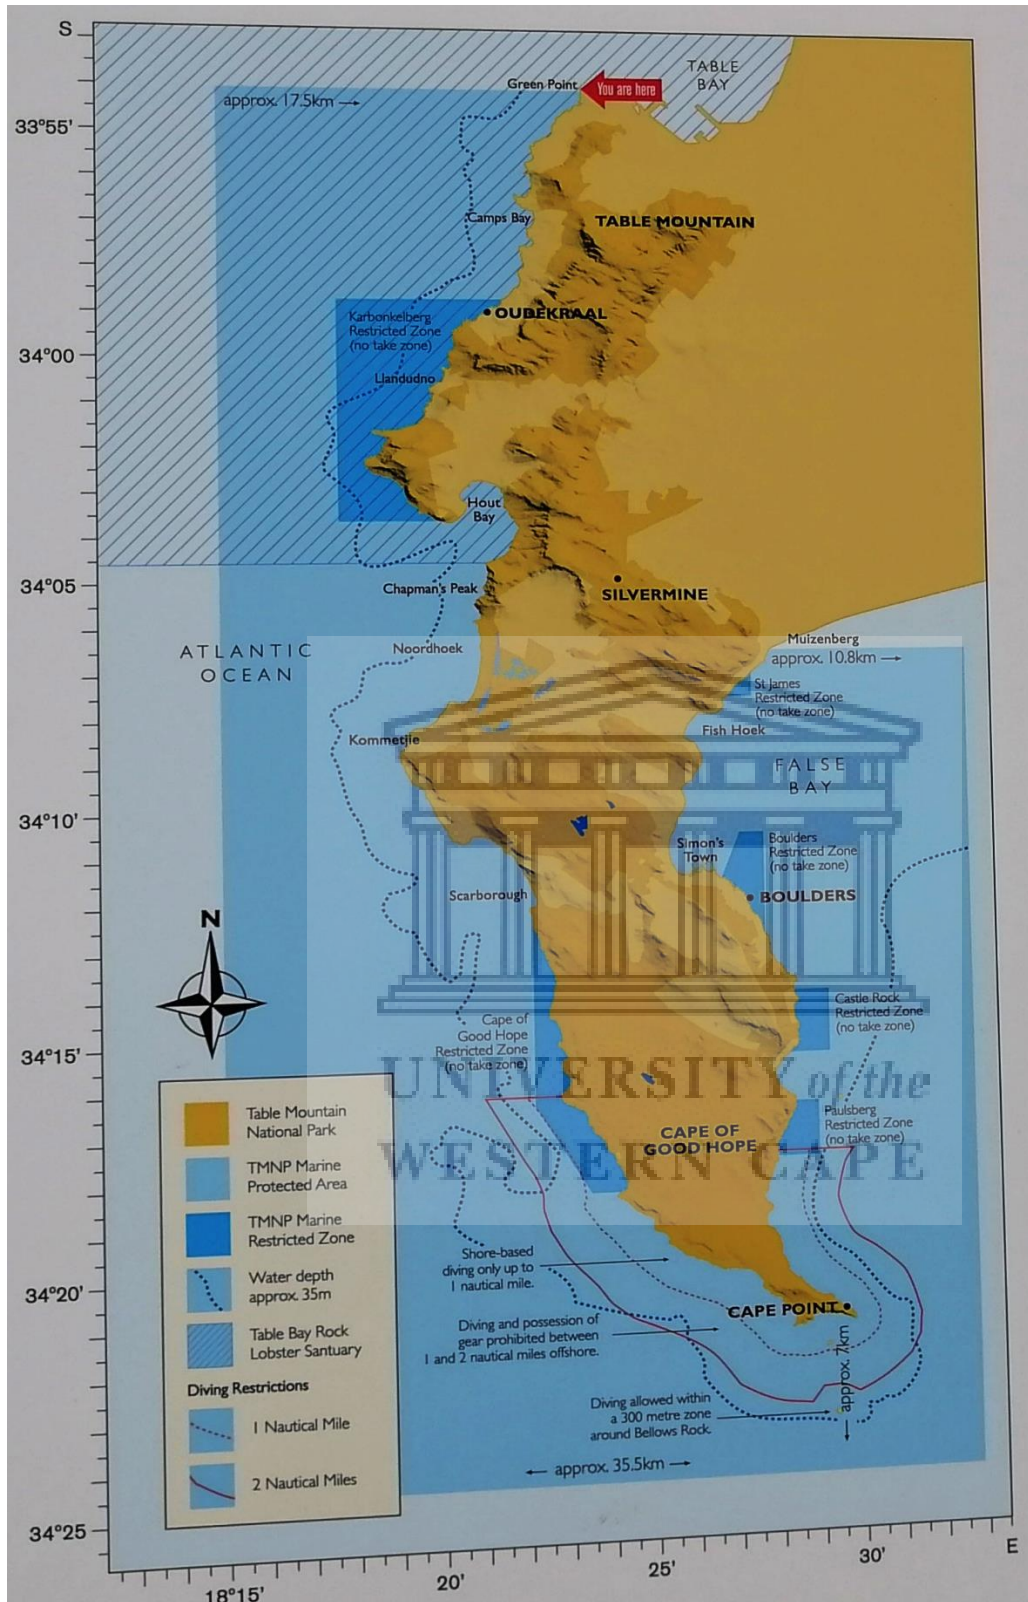 S
33°55'
34°00'
34°05'
34°10'
34°15'
34°20'
34°25'
approx. 17.5km
Green Point
You are here
TABLE
BAY
Camps Bay
TABLE MOUNTAIN
Karbonkelberg
Restricted Zone
(no take zone)
OUDEKRAAL
Llandudno
Hout
Bay
Chapman's Peak
SILVERMINE
ATLANTIC
OCEAN
Noordhoek
Muizenberg
approx. 10.8km
St James
Restricted Zone
(no take zone)
Fish Hoek
Kommetjie
FALSE
BAY
Simon's
Town
Boulders
Restricted Zone
(no take zone)
Scarborough
BOULDERS
N
Cape of
Good Hope
Restricted Zone
(no take zone)
Castle Rock
Restricted Zone
(no take zone)
UNIVERSITY of the
WESTERN CAPE
Paulsberg
Restricted Zone
(no take zone)
CAPE OF
GOOD HOPE
Table Mountain
National Park
TMNP Marine
Protected Area
TMNP Marine
Restricted Zone
Water depth
approx. 35m
Table Bay Rock
Lobster Santuary
Diving Restrictions
1 Nautical Mile
2 Nautical Miles
Shore-based
diving only up to
1 nautical mile.
CAPE POINT
Diving and possession of
gear prohibited between
1 and 2 nautical miles offshore.
approx. 7km
Diving allowed within
a 300 metre zone
around Bellows Rock.
approx. 35.5km
18°15'
20'
25'
30'
E